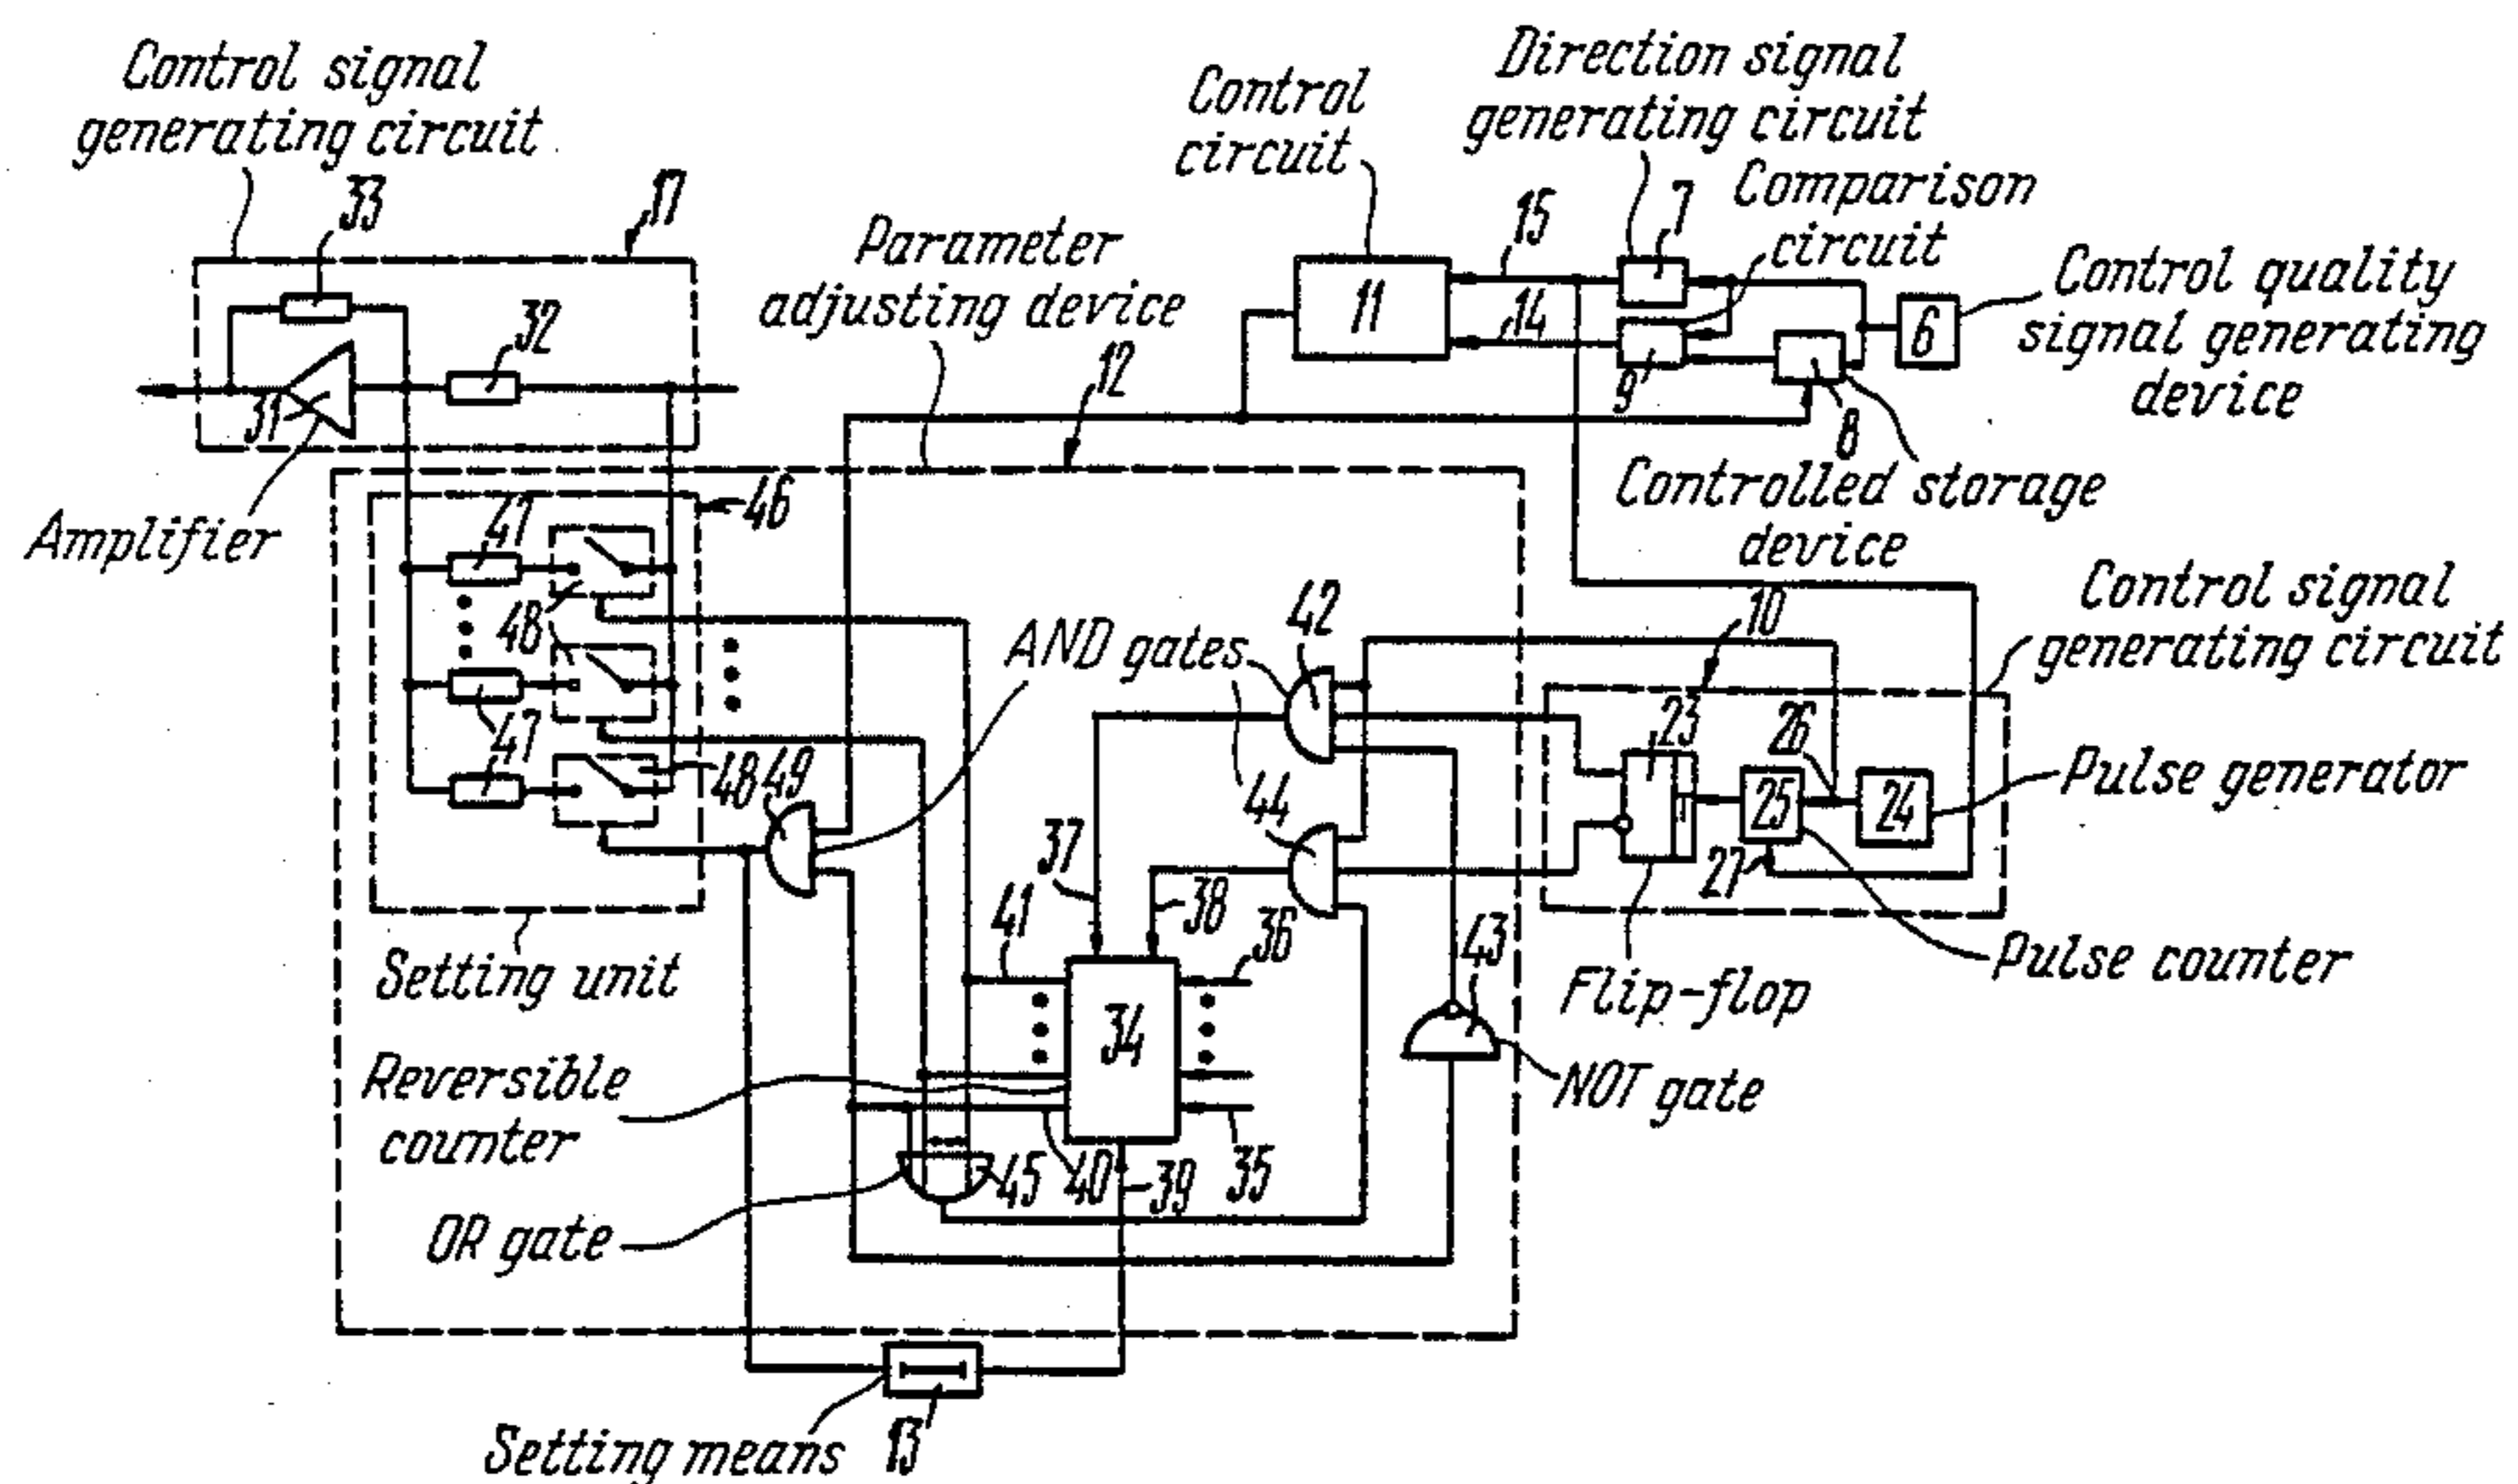 Control signal
generating circuit
33
17
32
31
Amplifier
Parameter
adjusting device
12
Control
circuit
11
15
14
Direction signal
generating circuit
7
Comparison
circuit
9
8
6
Control quality
signal generating
device
Controlled storage
device
46
47
48
47
47
48
49
Setting unit
AND gates
42
44
37
38
41
36
34
43
NOT gate
35
40
39
45
Reversible
counter
OR gate
Setting means
13
10
Control signal
generating circuit
23
26
25
24
27
Pulse generator
Pulse counter
Flip-flop